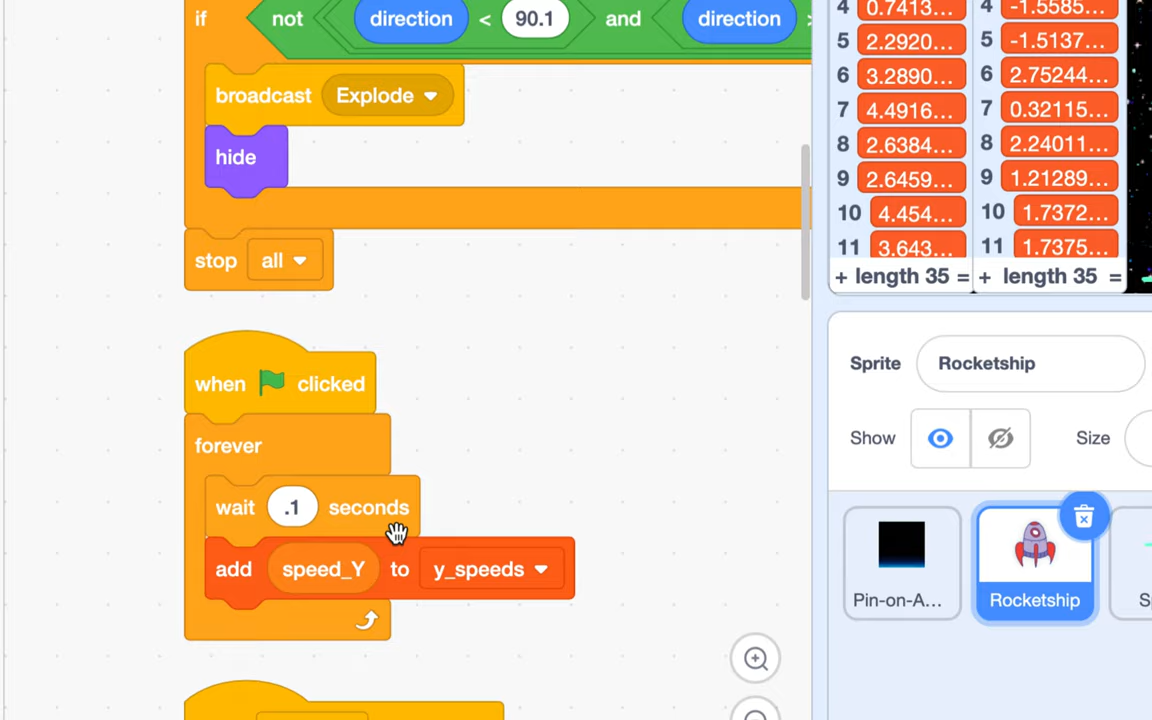 if not direction < 90.1 and direction >
broadcast Explode
hide
stop all
when clicked
forever
wait .1 seconds
add speed_Y to y_speeds
4 0.7413... 4 -1.5585...
5 2.2920... 5 -1.5137...
6 3.2890... 6 2.75244...
7 4.4916... 7 0.32115...
8 2.6384... 8 2.24011...
9 2.6459... 9 1.21289...
10 4.454... 10 1.7372...
11 3.643... 11 1.7375...
+ length 35 = + length 35 =
Sprite Rocketship
Show Size
Pin-on-A... Rocketship